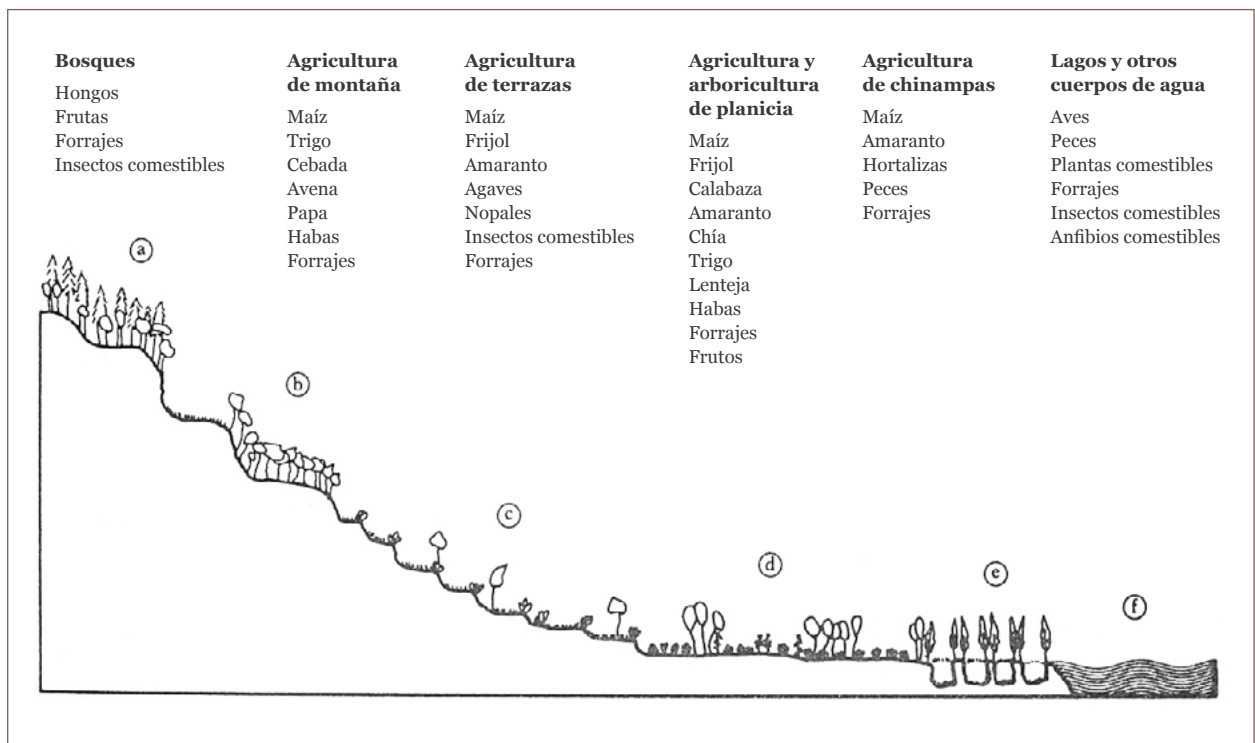 Bosques
Hongos
Frutas
Forrajes
Insectos comestibles
Agricultura
de montaña
Maíz
Trigo
Cebada
Avena
Papa
Habas
Forrajes
Agricultura
de terrazas
Maíz
Frijol
Amaranto
Agaves
Nopales
Insectos comestibles
Forrajes
Agricultura y
arboricultura
de planicia
Maíz
Frijol
Calabaza
Amaranto
Chía
Trigo
Lenteja
Habas
Forrajes
Frutos
Agricultura
de chinampas
Maíz
Amaranto
Hortalizas
Peces
Forrajes
Lagos y otros
cuerpos de agua
Aves
Peces
Plantas comestibles
Forrajes
Insectos comestibles
Anfibios comestibles
a
b
c
d
e
f